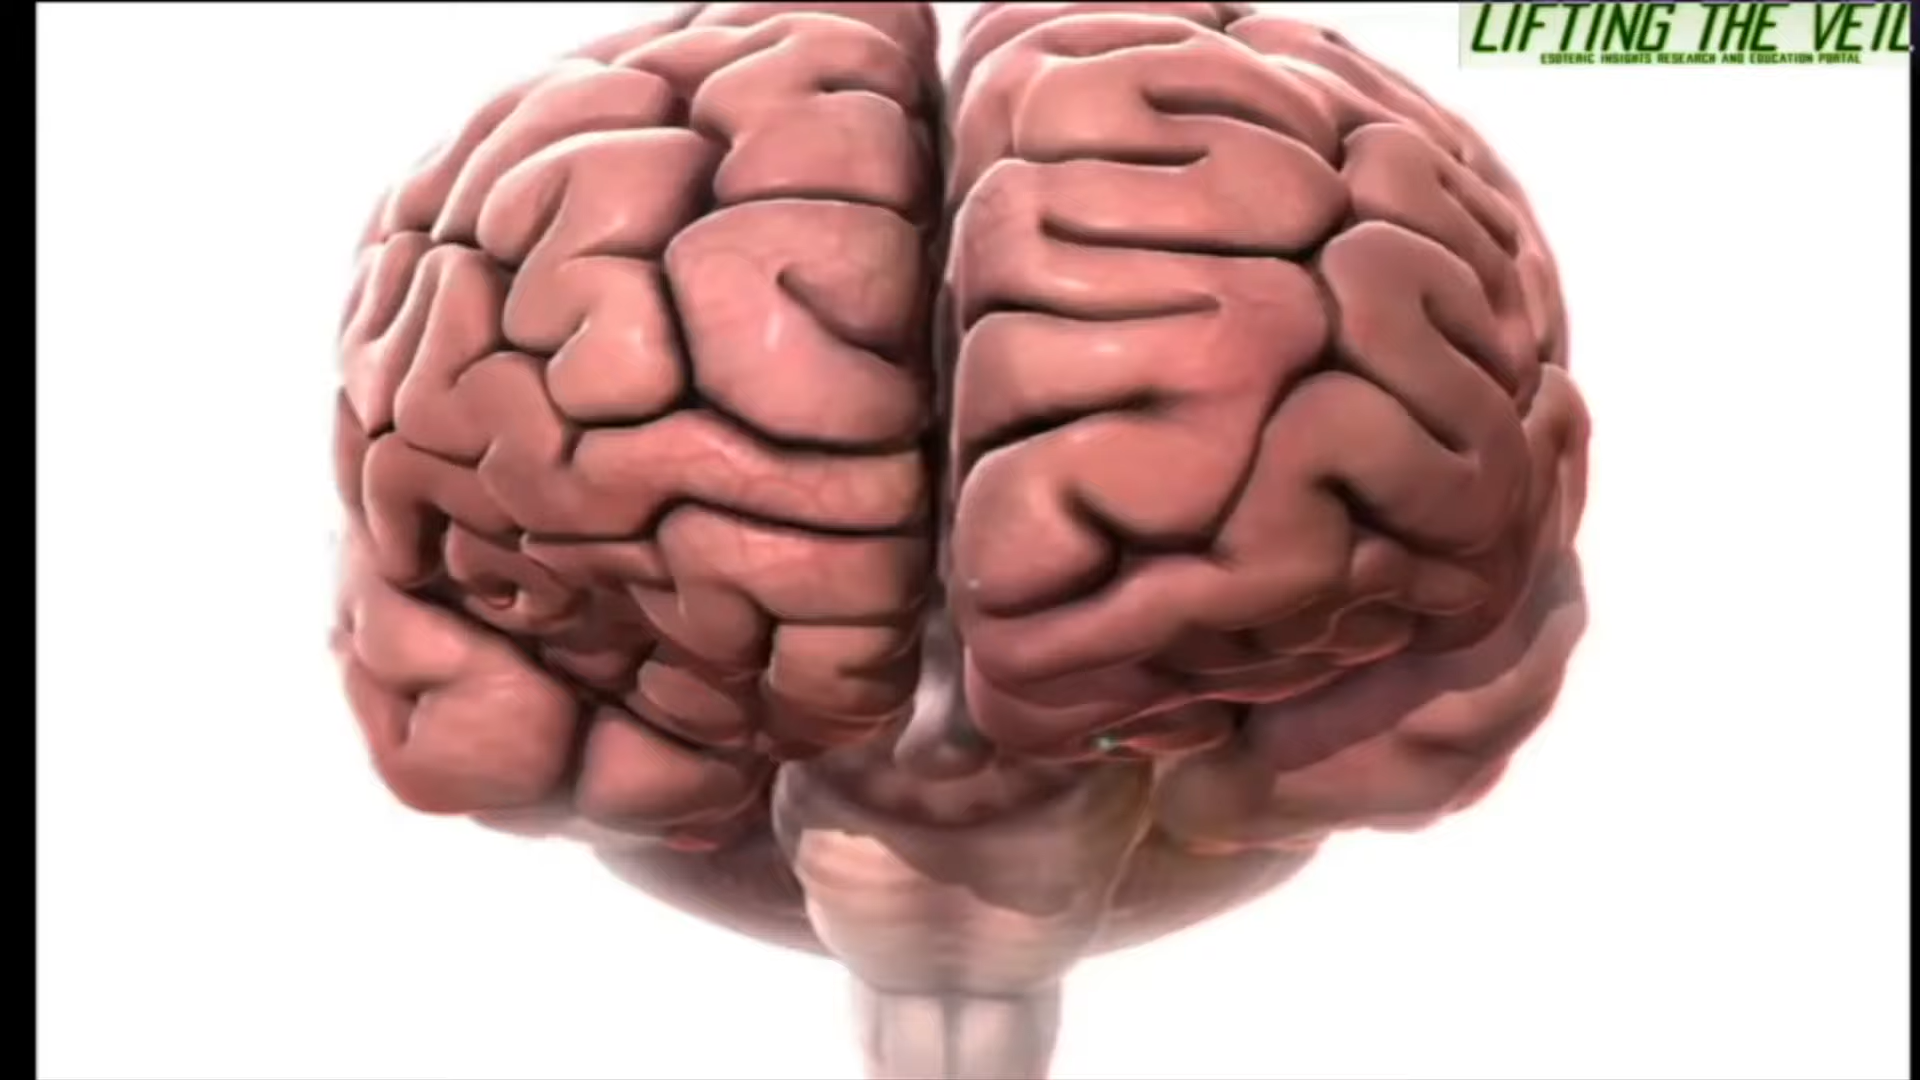 LIFTING THE VEIL
ESOTERIC INSIGHTS RESEARCH AND EDUCATION PORTAL